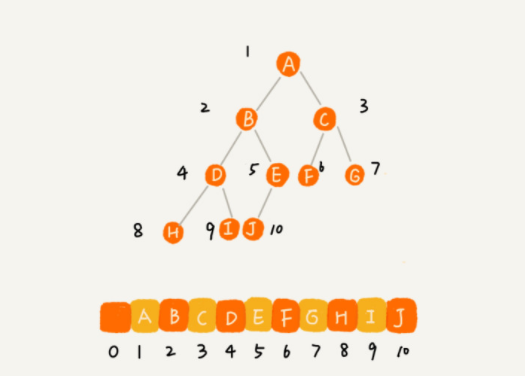 1 A
2 B C 3
4 D 5 E F 6 G 7
8 H 9 I J 10
A B C D E F G H I J
0 1 2 3 4 5 6 7 8 9 10